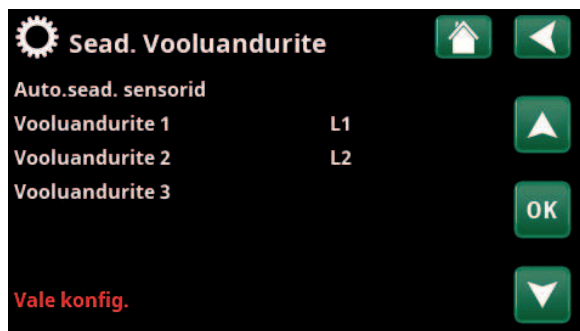 Sead. Vooluandurite
Auto.sead. sensorid
Vooluandurite 1 L1
Vooluandurite 2 L2
Vooluandurite 3
OK
Vale konfig.